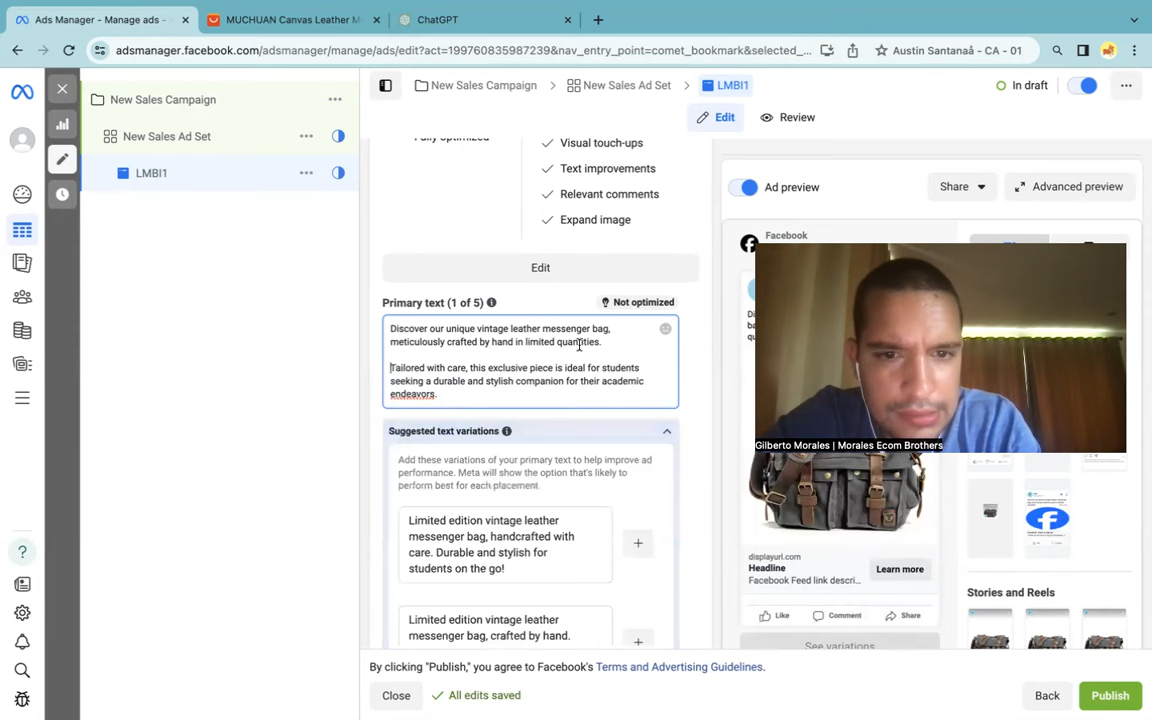 Ads Manager - Manage ads -
MUCHUAN Canvas Leather M
ChatGPT
adsmanager.facebook.com/adsmanager/manage/ads/edit?act=199760835987239&nav_entry_point=comet_bookmark&selected_...
Austin Santanaå - CA - 01
New Sales Campaign
New Sales Ad Set
LMBI1
New Sales Campaign
New Sales Ad Set
LMBI1
In draft
Edit
Review
Fully optimized
Visual touch-ups
Text improvements
Relevant comments
Expand image
Edit
Primary text (1 of 5)
Not optimized
Discover our unique vintage leather messenger bag,
meticulously crafted by hand in limited quantities.
Tailored with care, this exclusive piece is ideal for students
seeking a durable and stylish companion for their academic
endeavors.
Suggested text variations
Add these variations of your primary text to help improve ad
performance. Meta will show the option that's likely to
perform best for each placement.
Limited edition vintage leather
messenger bag, handcrafted with
care. Durable and stylish for
students on the go!
Limited edition vintage leather
messenger bag, crafted by hand.
Ad preview
Share
Advanced preview
Facebook
Gilberto Morales | Morales Ecom Brothers
displayurl.com
Headline
Facebook Feed link descri...
Learn more
Like
Comment
Share
See variations
Stories and Reels
By clicking "Publish," you agree to Facebook's Terms and Advertising Guidelines.
Close
All edits saved
Back
Publish